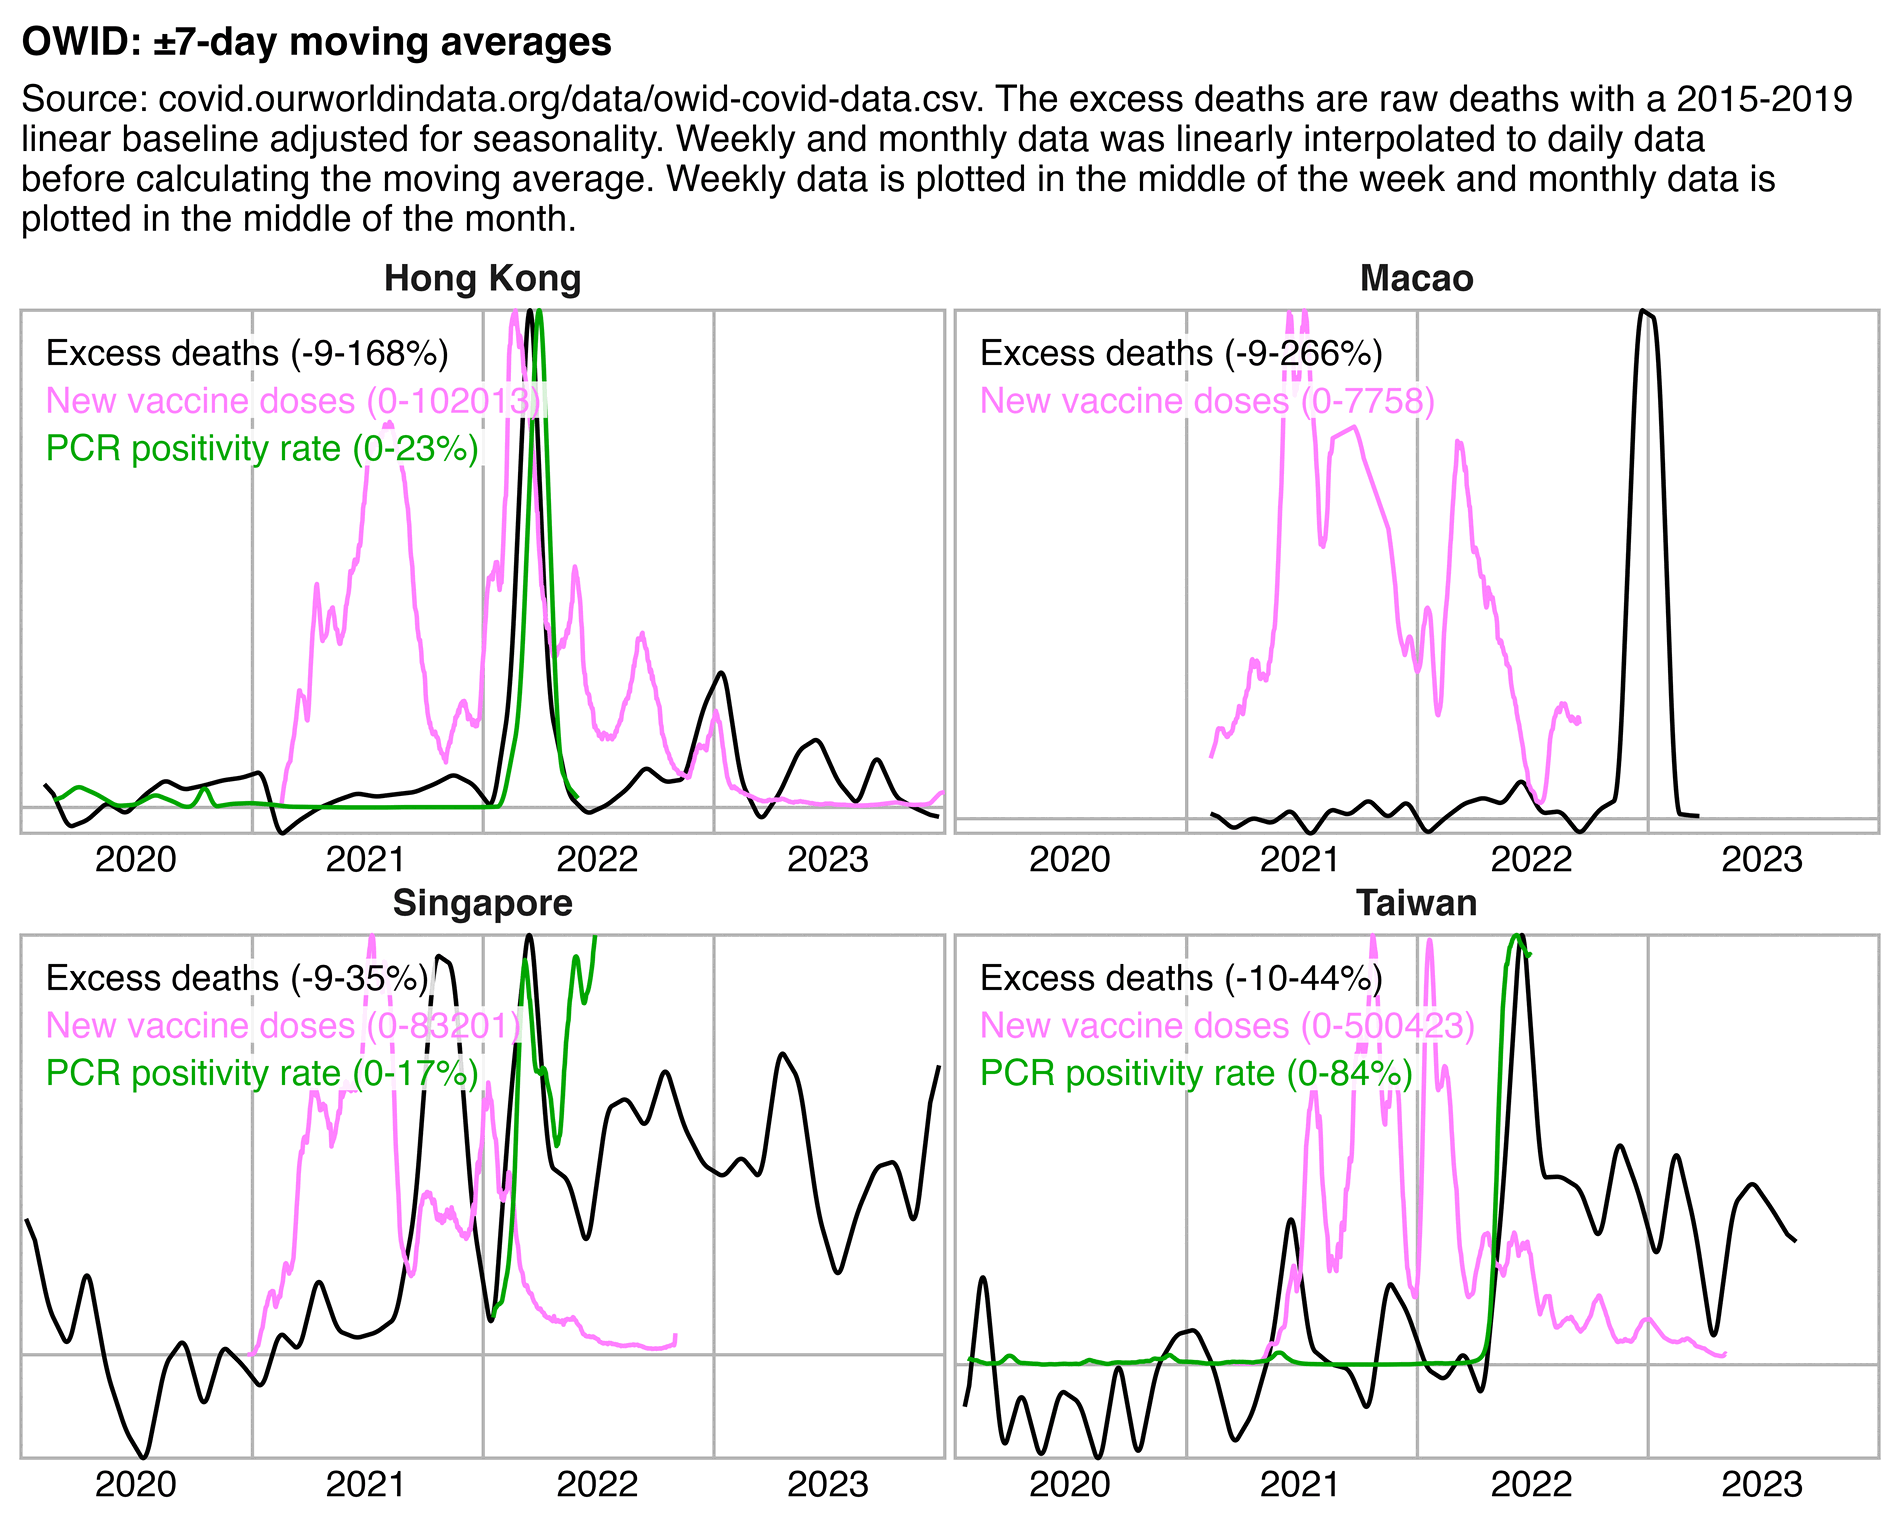 OWID: ±7-day moving averages
Source: covid.ourworldindata.org/data/owid-covid-data.csv. The excess deaths are raw deaths with a 2015-2019
linear baseline adjusted for seasonality. Weekly and monthly data was linearly interpolated to daily data
before calculating the moving average. Weekly data is plotted in the middle of the week and monthly data is
plotted in the middle of the month.
Hong Kong
Excess deaths (-9-168%)
New vaccine doses (0-102013)
PCR positivity rate (0-23%)
2020 2021 2022 2023
Macao
Excess deaths (-9-266%)
New vaccine doses (0-7758)
2020 2021 2022 2023
Singapore
Excess deaths (-9-35%)
New vaccine doses (0-83201)
PCR positivity rate (0-17%)
2020 2021 2022 2023
Taiwan
Excess deaths (-10-44%)
New vaccine doses (0-500423)
PCR positivity rate (0-84%)
2020 2021 2022 2023